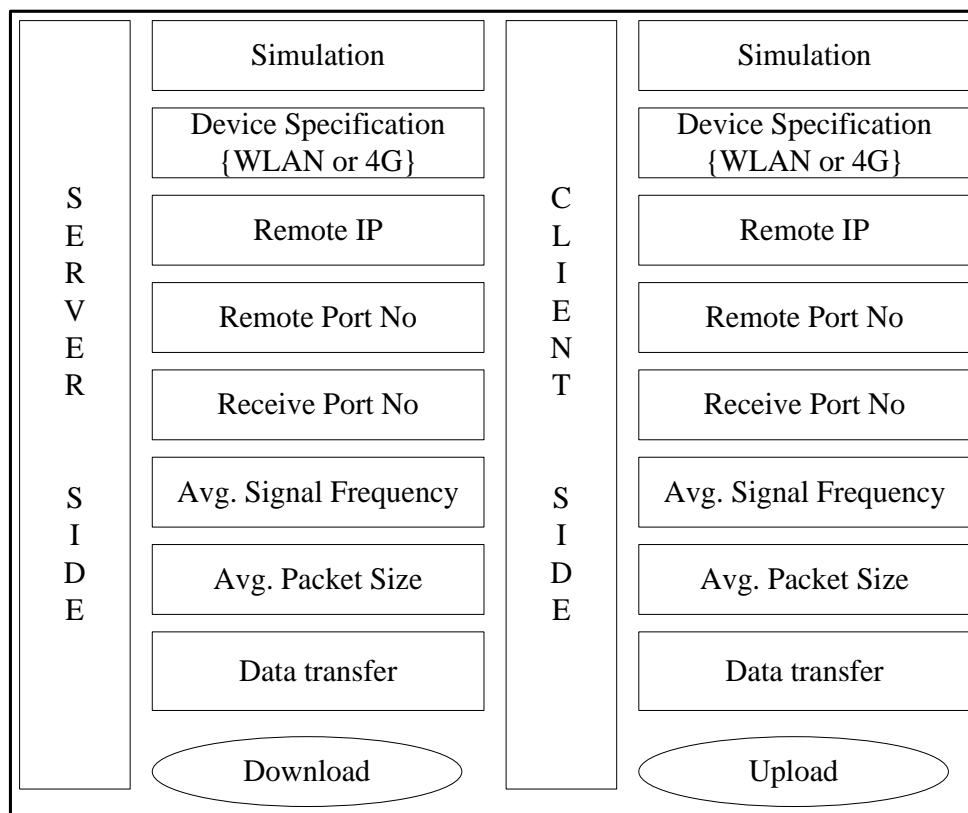 SERVER SIDE
Simulation
Device Specification
{WLAN or 4G}
Remote IP
Remote Port No
Receive Port No
Avg. Signal Frequency
Avg. Packet Size
Data transfer
Download
CLIENT SIDE
Simulation
Device Specification
{WLAN or 4G}
Remote IP
Remote Port No
Receive Port No
Avg. Signal Frequency
Avg. Packet Size
Data transfer
Upload